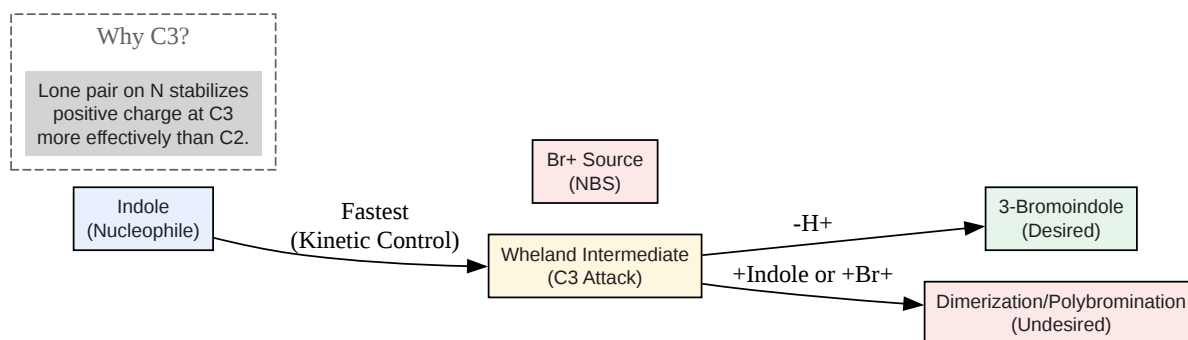 Why C3?
Lone pair on N stabilizes
positive charge at C3
more effectively than C2.
Br+ Source
(NBS)
Indole
(Nucleophile)
Fastest
(Kinetic Control)
Wheland Intermediate
(C3 Attack)
-H+
3-Bromoindole
(Desired)
+Indole or +Br+
Dimerization/Polybromination
(Undesired)